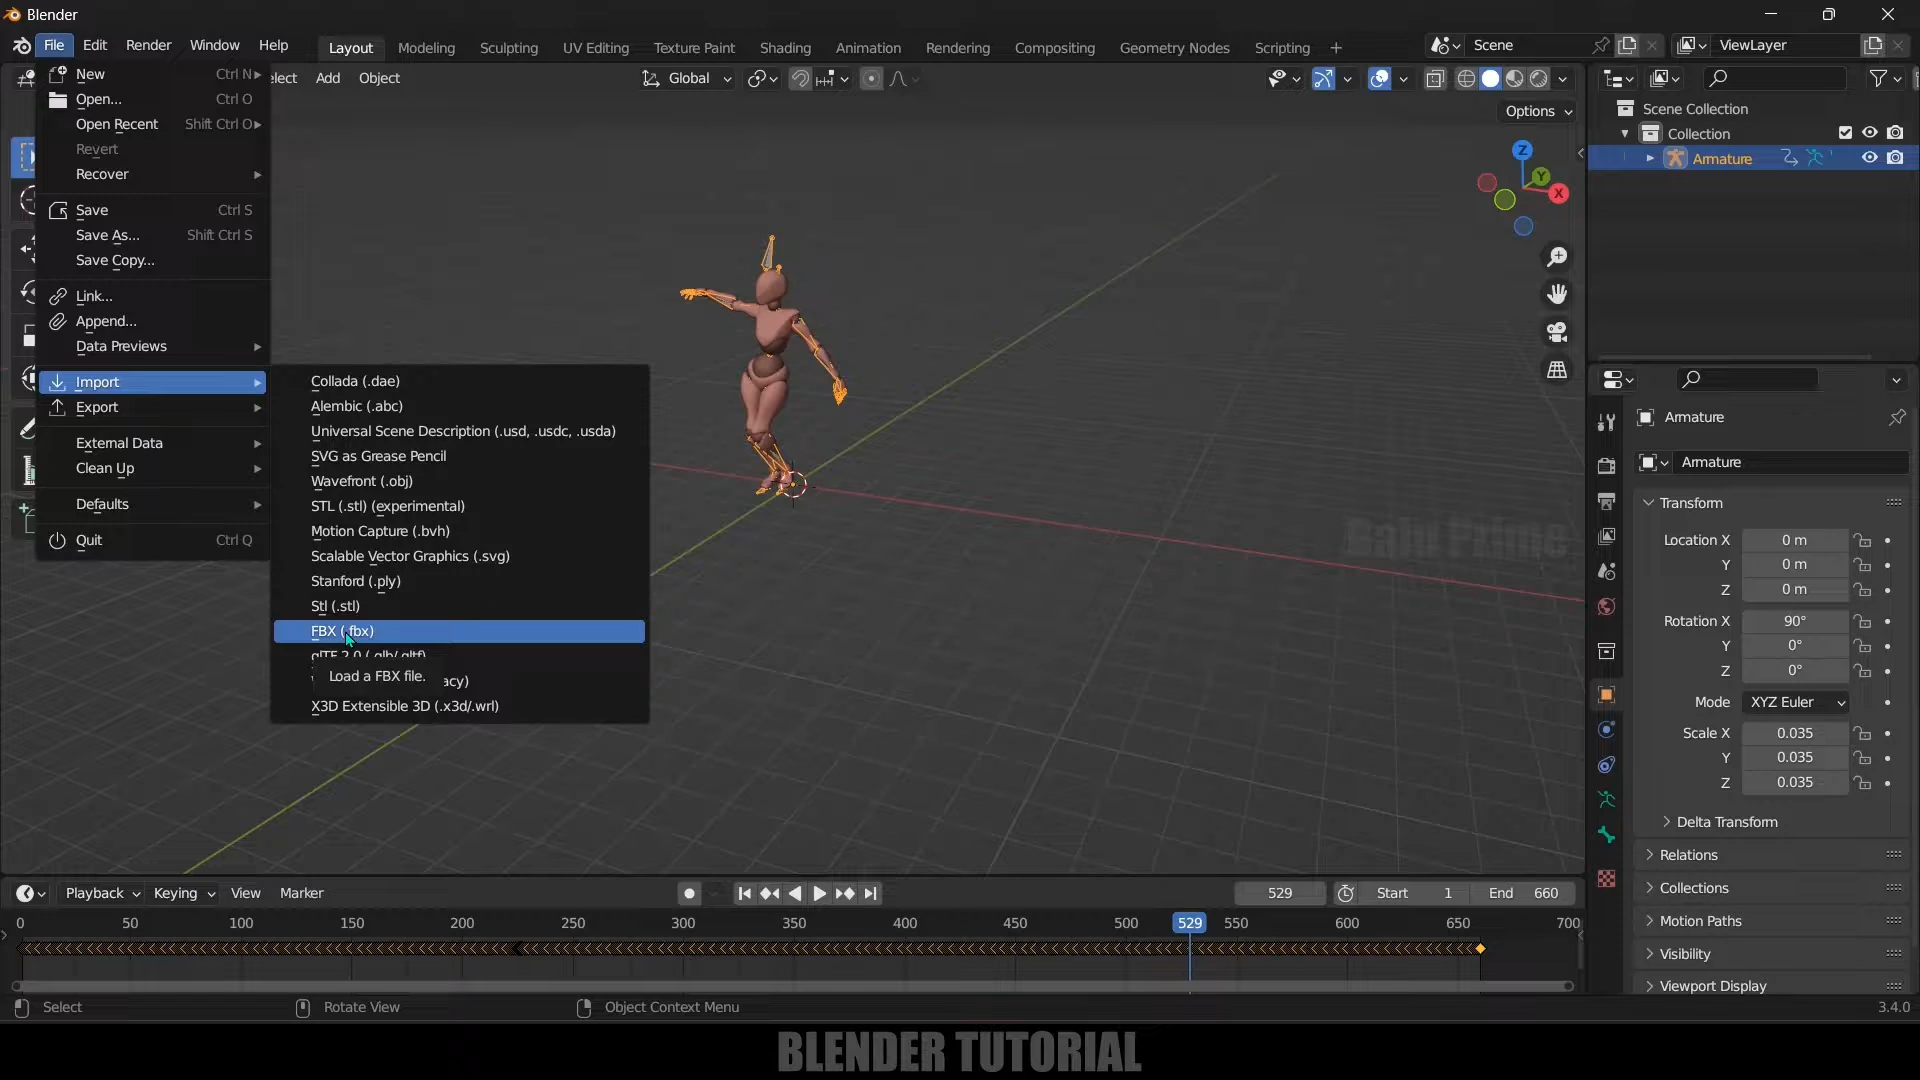 Blender
File Edit Render Window Help Layout Modeling Sculpting UV Editing Texture Paint Shading Animation Rendering Compositing Geometry Nodes Scripting + Scene ViewLayer
Add Object Global
Options
New Ctrl N
Open... Ctrl O
Open Recent Shift Ctrl O
Revert
Recover
Save Ctrl S
Save As... Shift Ctrl S
Save Copy...
Link...
Append...
Data Previews
Import
Export
External Data
Clean Up
Defaults
Quit Ctrl Q
Collada (.dae)
Alembic (.abc)
Universal Scene Description (.usd, .usdc, .usda)
SVG as Grease Pencil
Wavefront (.obj)
STL (.stl) (experimental)
Motion Capture (.bvh)
Scalable Vector Graphics (.svg)
Stanford (.ply)
Stl (.stl)
FBX (.fbx)
glTF 2.0 (.glb/.gltf)
Load a FBX file.
X3D Extensible 3D (.x3d/.wrl)
Z
Y
X
Scene Collection
Collection
Armature
Armature
Armature
Transform
Location X 0 m
Y 0 m
Z 0 m
Rotation X 90°
Y 0°
Z 0°
Mode XYZ Euler
Scale X 0.035
Y 0.035
Z 0.035
Delta Transform
Relations
Collections
Motion Paths
Visibility
Viewport Display
Playback Keying View Marker 529 Start 1 End 660
0 50 100 150 200 250 300 350 400 450 500 529 550 600 650 700
Select Rotate View Object Context Menu 3.4.0
BLENDER TUTORIAL